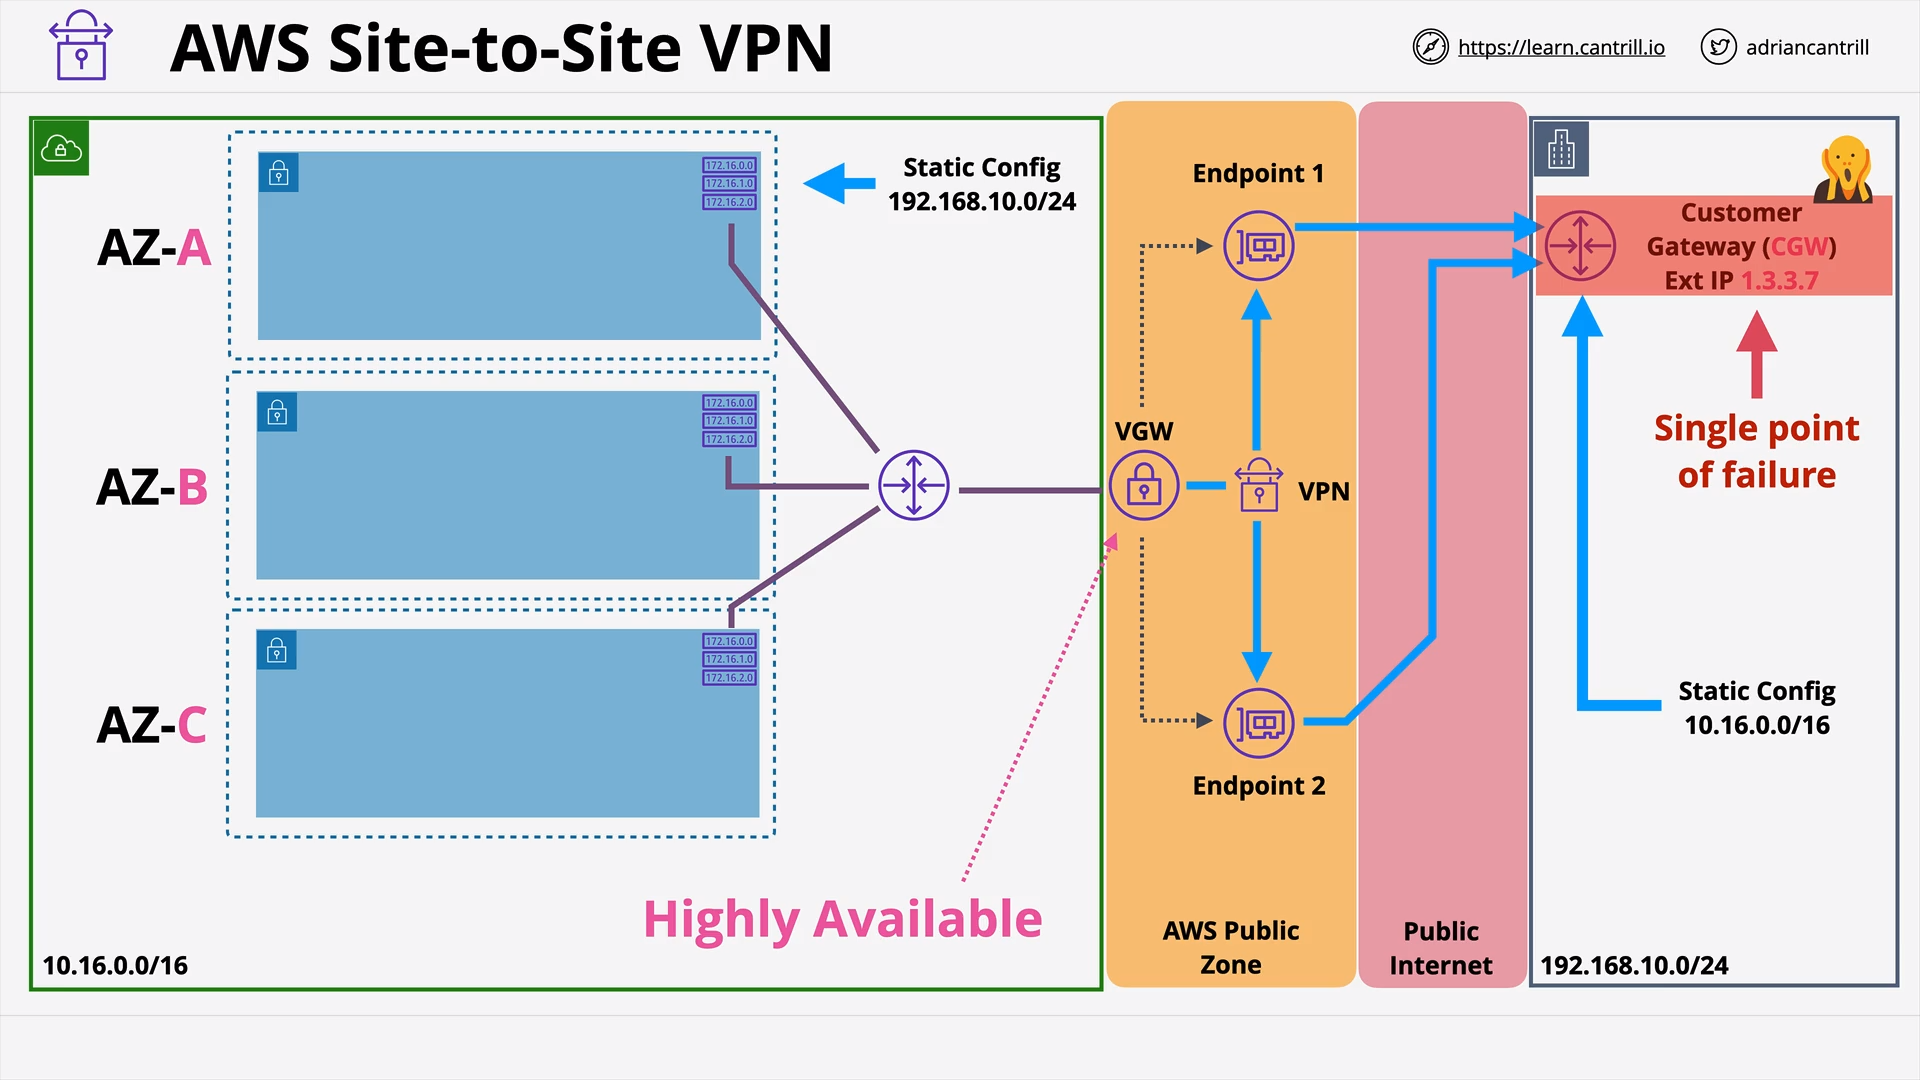 AWS Site-to-Site VPN
https://learn.cantrill.io
adriancantrill
AZ-A
172.16.0.0
172.16.1.0
172.16.2.0
Static Config
192.168.10.0/24
AZ-B
172.16.0.0
172.16.1.0
172.16.2.0
AZ-C
172.16.0.0
172.16.1.0
172.16.2.0
Highly Available
10.16.0.0/16
Endpoint 1
VGW
VPN
Endpoint 2
AWS Public
Zone
Public
Internet
Customer
Gateway (CGW)
Ext IP 1.3.3.7
Single point
of failure
Static Config
10.16.0.0/16
192.168.10.0/24